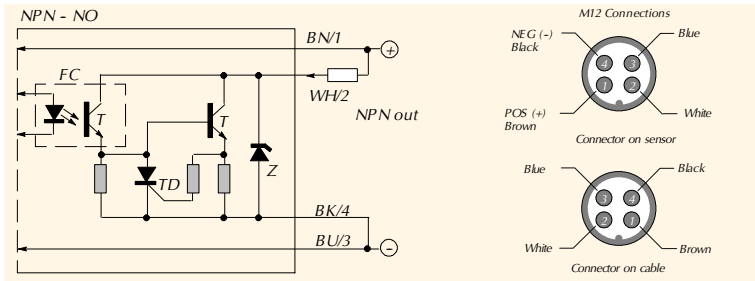 NPN - NO
BN/1
+
FC
T
T
WH/2
NPN out
TD
Z
BK/4
BU/3
-
M12 Connections
NEG (-)
Black
Blue
4
3
1
2
POS (+)
Brown
White
Connector on sensor
Blue
Black
3
4
2
1
White
Brown
Connector on cable